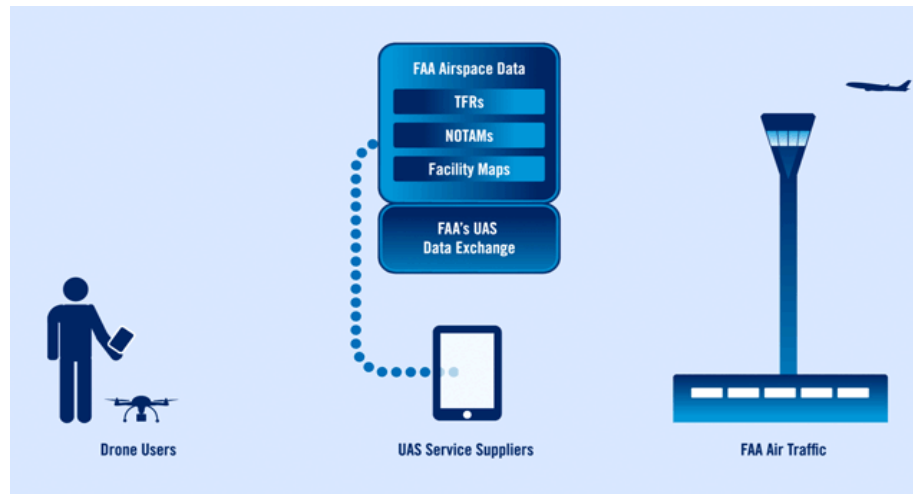 FAA Airspace Data
TFRs
NOTAMs
Facility Maps
FAA's UAS
Data Exchange
Drone Users
UAS Service Suppliers
FAA Air Traffic